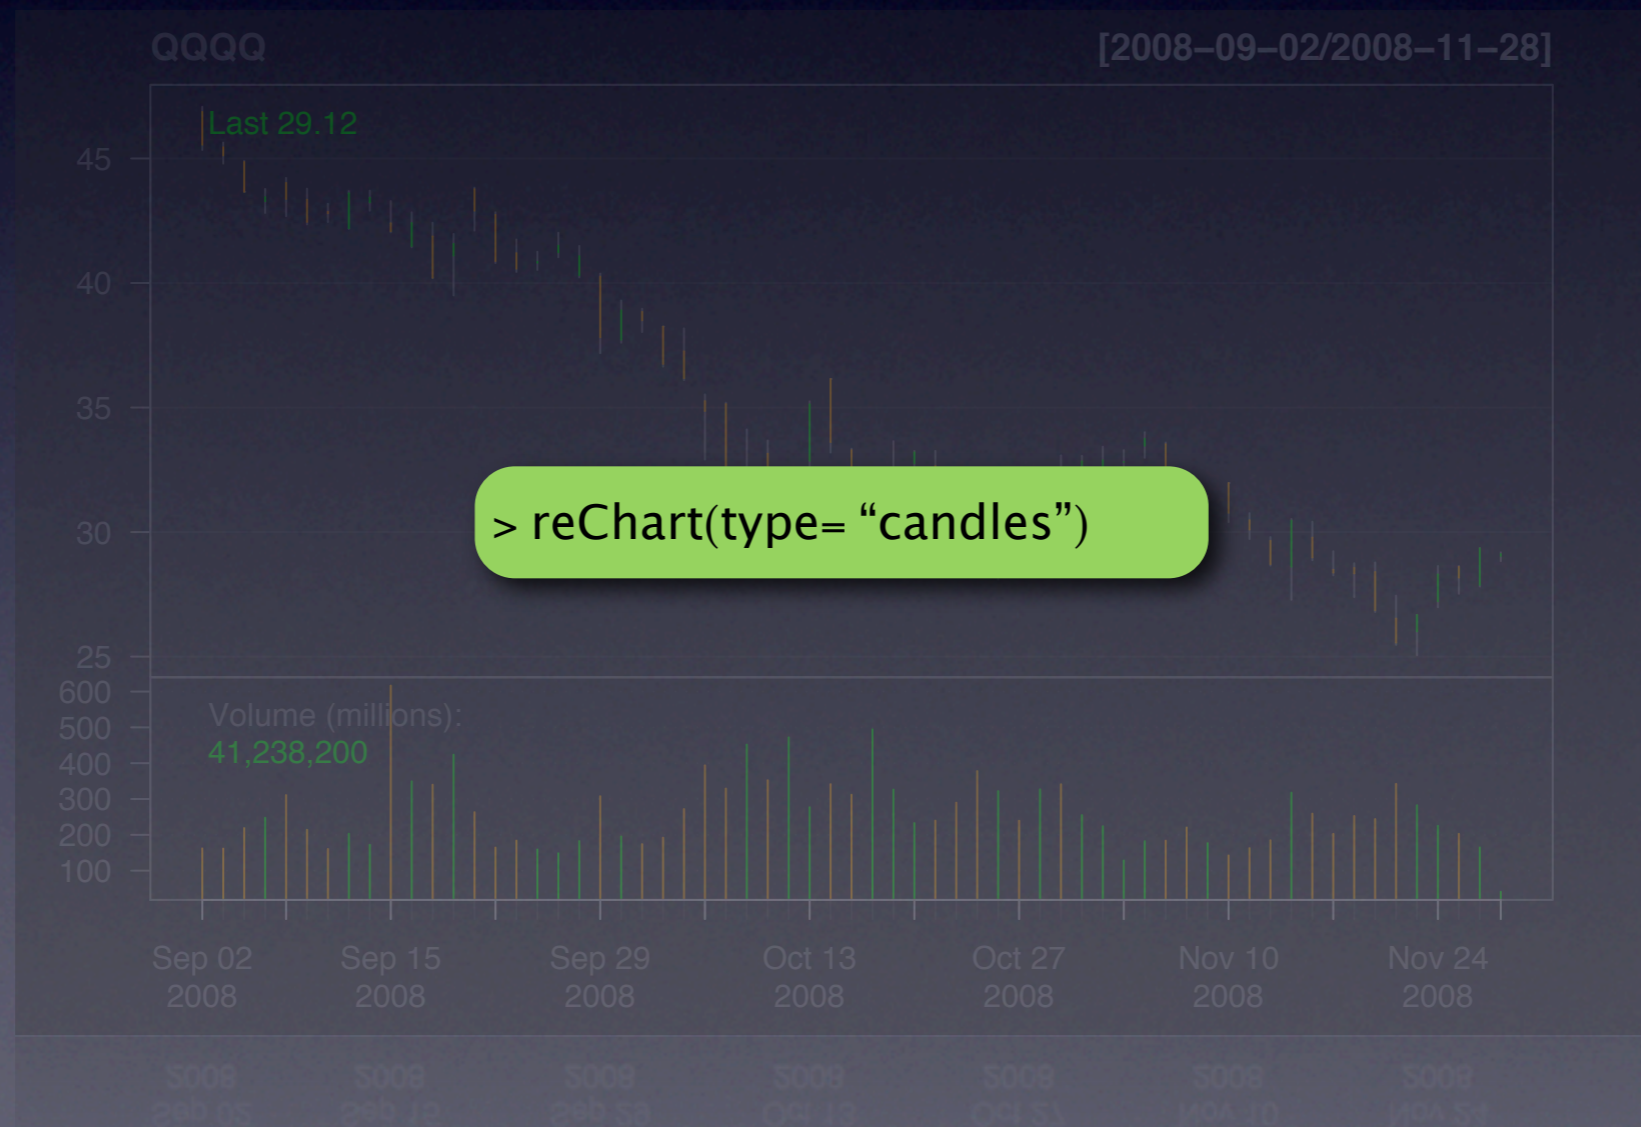 QQQQ [2008−09−02/2008−11−28]
Last 29.12
45
40
35
30
25
> reChart(type= “candles”)
600
500
400
300
200
100
Volume (millions):
41,238,200
Sep 02 Sep 15 Sep 29 Oct 13 Oct 27 Nov 10 Nov 24
2008 2008 2008 2008 2008 2008 2008